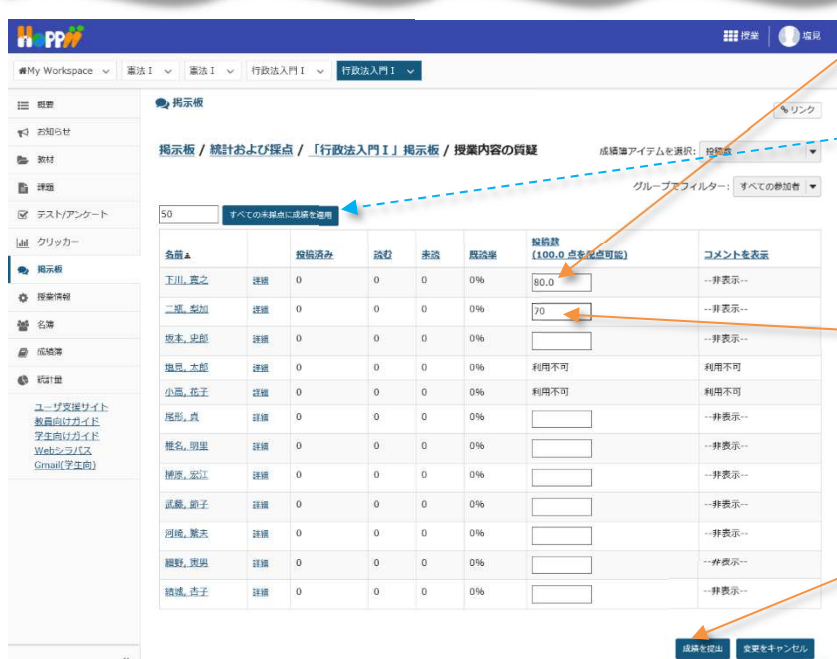 Hoppii 授業 塩見
My Workspace 憲法Ⅰ 憲法Ⅰ 行政法入門Ⅰ 行政法入門Ⅰ
概要
お知らせ
教材
課題
テスト/アンケート
クリッカー
掲示板
授業情報
名簿
成績簿
統計量
ユーザ支援サイト
教員向けガイド
学生向けガイド
Webシラバス
Gmail(学生向)
掲示板
リンク
掲示板 / 統計および採点 / 「行政法入門Ⅰ」掲示板 / 授業内容の質疑 成績簿アイテムを選択: 投稿数
グループでフィルター: すべての参加者
50 すべての未採点に成績を適用
名前 投稿済み 読む 未読 既読率 投稿数 (100.0 点を配点可能) コメントを表示
下川, 寛之 詳細 0 0 0 0% 80.0 --非表示--
二瓶, 梨加 詳細 0 0 0 0% 70 --非表示--
坂本, 史郎 詳細 0 0 0 0% --非表示--
塩見, 太郎 詳細 0 0 0 0% 利用不可 利用不可
小高, 花子 詳細 0 0 0 0% 利用不可 利用不可
尾形, 貞 詳細 0 0 0 0% --非表示--
椎名, 明里 詳細 0 0 0 0% --非表示--
榊原, 宏江 詳細 0 0 0 0% --非表示--
武藤, 節子 詳細 0 0 0 0% --非表示--
河崎, 繁夫 詳細 0 0 0 0% --非表示--
細野, 寅男 詳細 0 0 0 0% --非表示--
結城, 杏子 詳細 0 0 0 0% --非表示--
成績を提出 変更をキャンセル